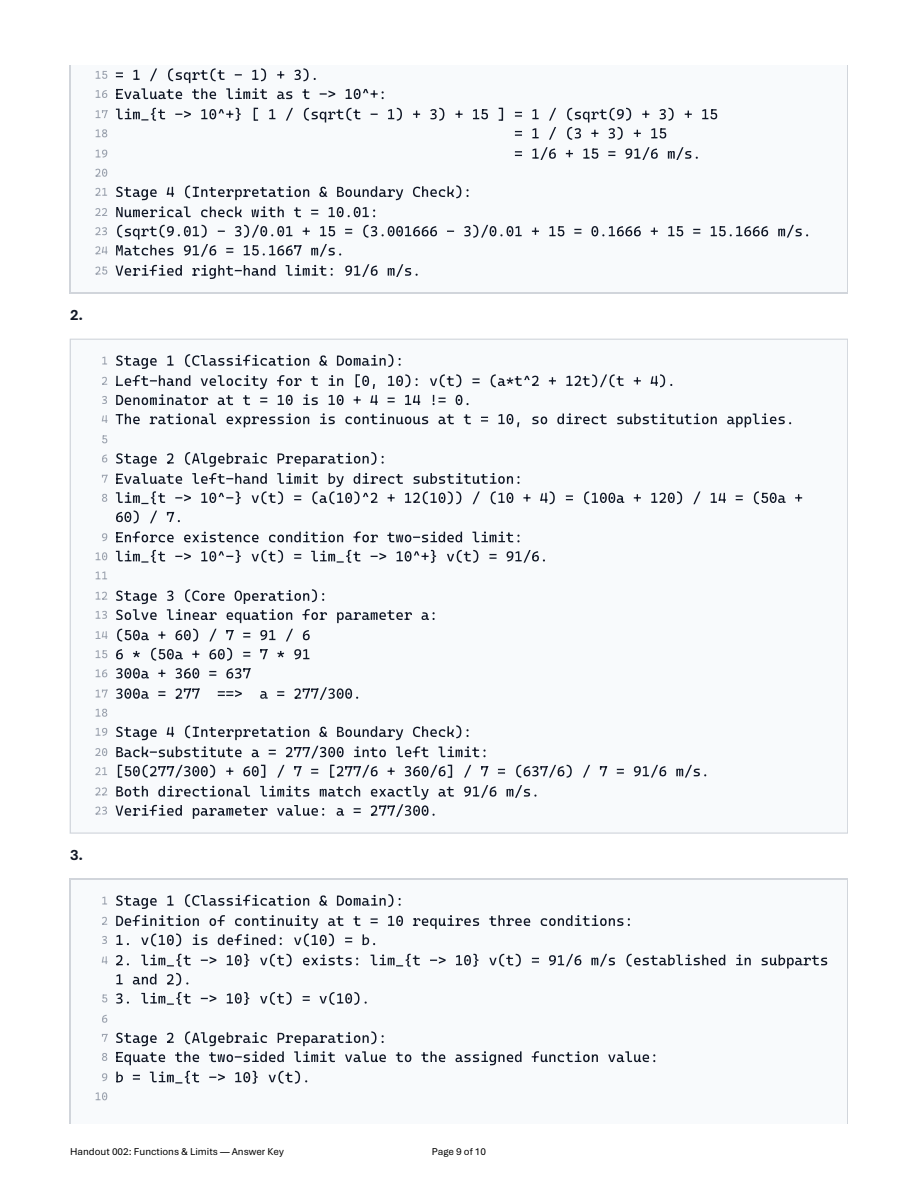 15 = 1 / (sqrt(t − 1) + 3).
16 Evaluate the limit as t −> 10^+:
17 lim_{t −> 10^+} [ 1 / (sqrt(t − 1) + 3) + 15 ] = 1 / (sqrt(9) + 3) + 15
18 = 1 / (3 + 3) + 15
19 = 1/6 + 15 = 91/6 m/s.
20
21 Stage 4 (Interpretation & Boundary Check):
22 Numerical check with t = 10.01:
23 (sqrt(9.01) − 3)/0.01 + 15 = (3.001666 − 3)/0.01 + 15 = 0.1666 + 15 = 15.1666 m/s.
24 Matches 91/6 = 15.1667 m/s.
25 Verified right−hand limit: 91/6 m/s.
2.
1 Stage 1 (Classification & Domain):
2 Left−hand velocity for t in [0, 10): v(t) = (a*t^2 + 12t)/(t + 4).
3 Denominator at t = 10 is 10 + 4 = 14 != 0.
4 The rational expression is continuous at t = 10, so direct substitution applies.
5
6 Stage 2 (Algebraic Preparation):
7 Evaluate left−hand limit by direct substitution:
8 lim_{t −> 10^−} v(t) = (a(10)^2 + 12(10)) / (10 + 4) = (100a + 120) / 14 = (50a +
60) / 7.
9 Enforce existence condition for two−sided limit:
10 lim_{t −> 10^−} v(t) = lim_{t −> 10^+} v(t) = 91/6.
11
12 Stage 3 (Core Operation):
13 Solve linear equation for parameter a:
14 (50a + 60) / 7 = 91 / 6
15 6 * (50a + 60) = 7 * 91
16 300a + 360 = 637
17 300a = 277 ==> a = 277/300.
18
19 Stage 4 (Interpretation & Boundary Check):
20 Back−substitute a = 277/300 into left limit:
21 [50(277/300) + 60] / 7 = [277/6 + 360/6] / 7 = (637/6) / 7 = 91/6 m/s.
22 Both directional limits match exactly at 91/6 m/s.
23 Verified parameter value: a = 277/300.
3.
1 Stage 1 (Classification & Domain):
2 Definition of continuity at t = 10 requires three conditions:
3 1. v(10) is defined: v(10) = b.
4 2. lim_{t −> 10} v(t) exists: lim_{t −> 10} v(t) = 91/6 m/s (established in subparts
1 and 2).
5 3. lim_{t −> 10} v(t) = v(10).
6
7 Stage 2 (Algebraic Preparation):
8 Equate the two−sided limit value to the assigned function value:
9 b = lim_{t −> 10} v(t).
10
Handout 002: Functions & Limits — Answer Key Page 9 of 10